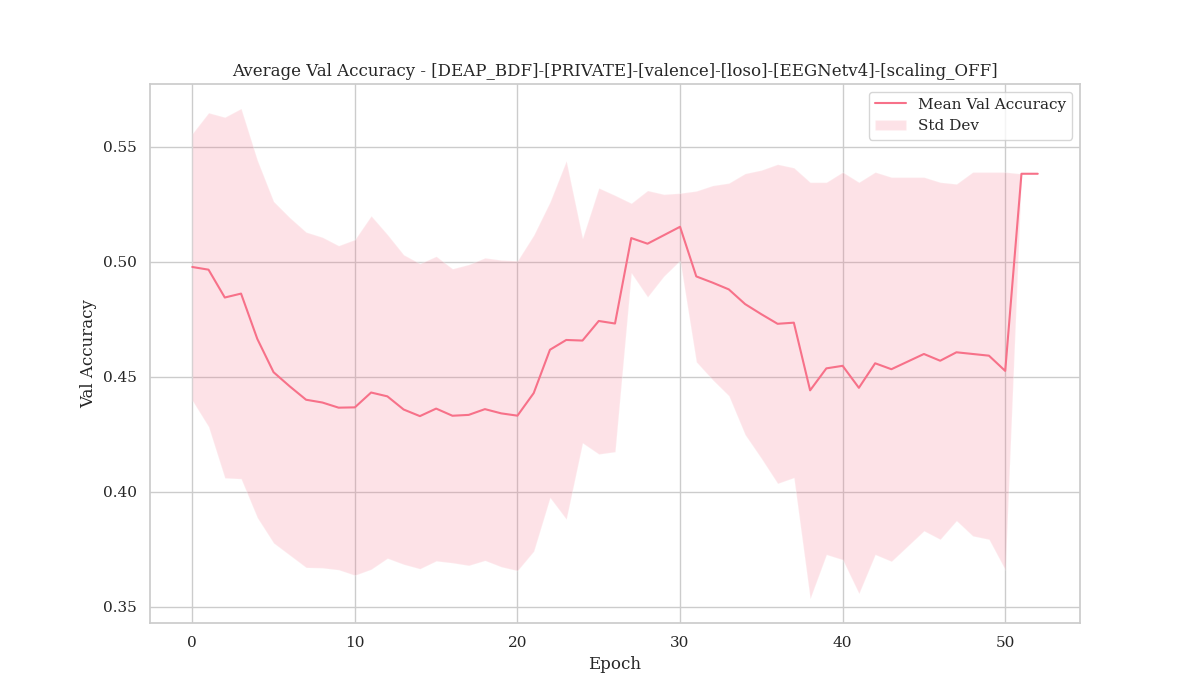 Average Val Accuracy - [DEAP_BDF]-[PRIVATE]-[valence]-[loso]-[EEGNetv4]-[scaling_OFF]
Mean Val Accuracy
Std Dev
0.55
0.50
0.45
0.40
0.35
Val Accuracy
0
10
20
30
40
50
Epoch